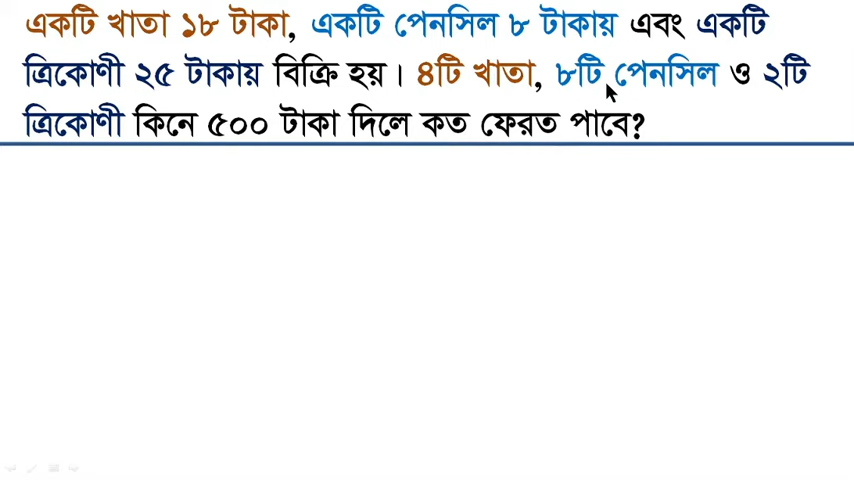 একটি খাতা ১৮ টাকা, একটি পেনসিল ৮ টাকায় এবং একটি
ত্রিকোণী ২৫ টাকায় বিক্রি হয়। ৪টি খাতা, ৮টি পেনসিল ও ২টি
ত্রিকোণী কিনে ৫০০ টাকা দিলে কত ফেরত পাবে?